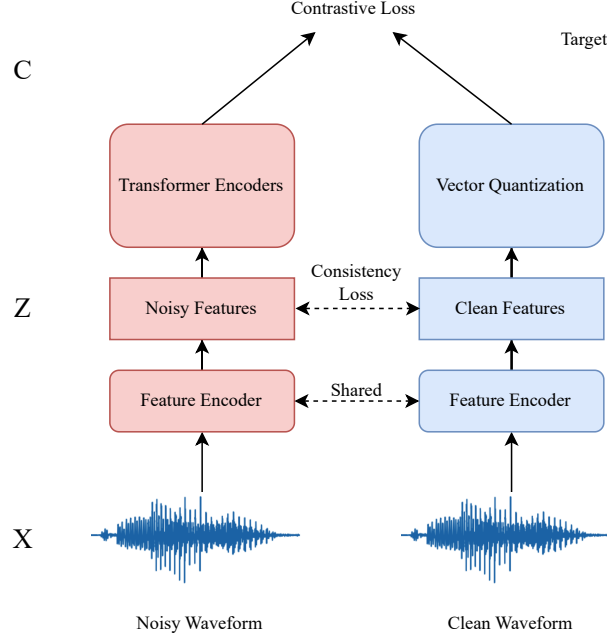 Contrastive Loss
Target
C
Transformer Encoders
Vector Quantization
Consistency
Loss
Z
Noisy Features
Clean Features
Shared
Feature Encoder
Feature Encoder
X
Noisy Waveform
Clean Waveform